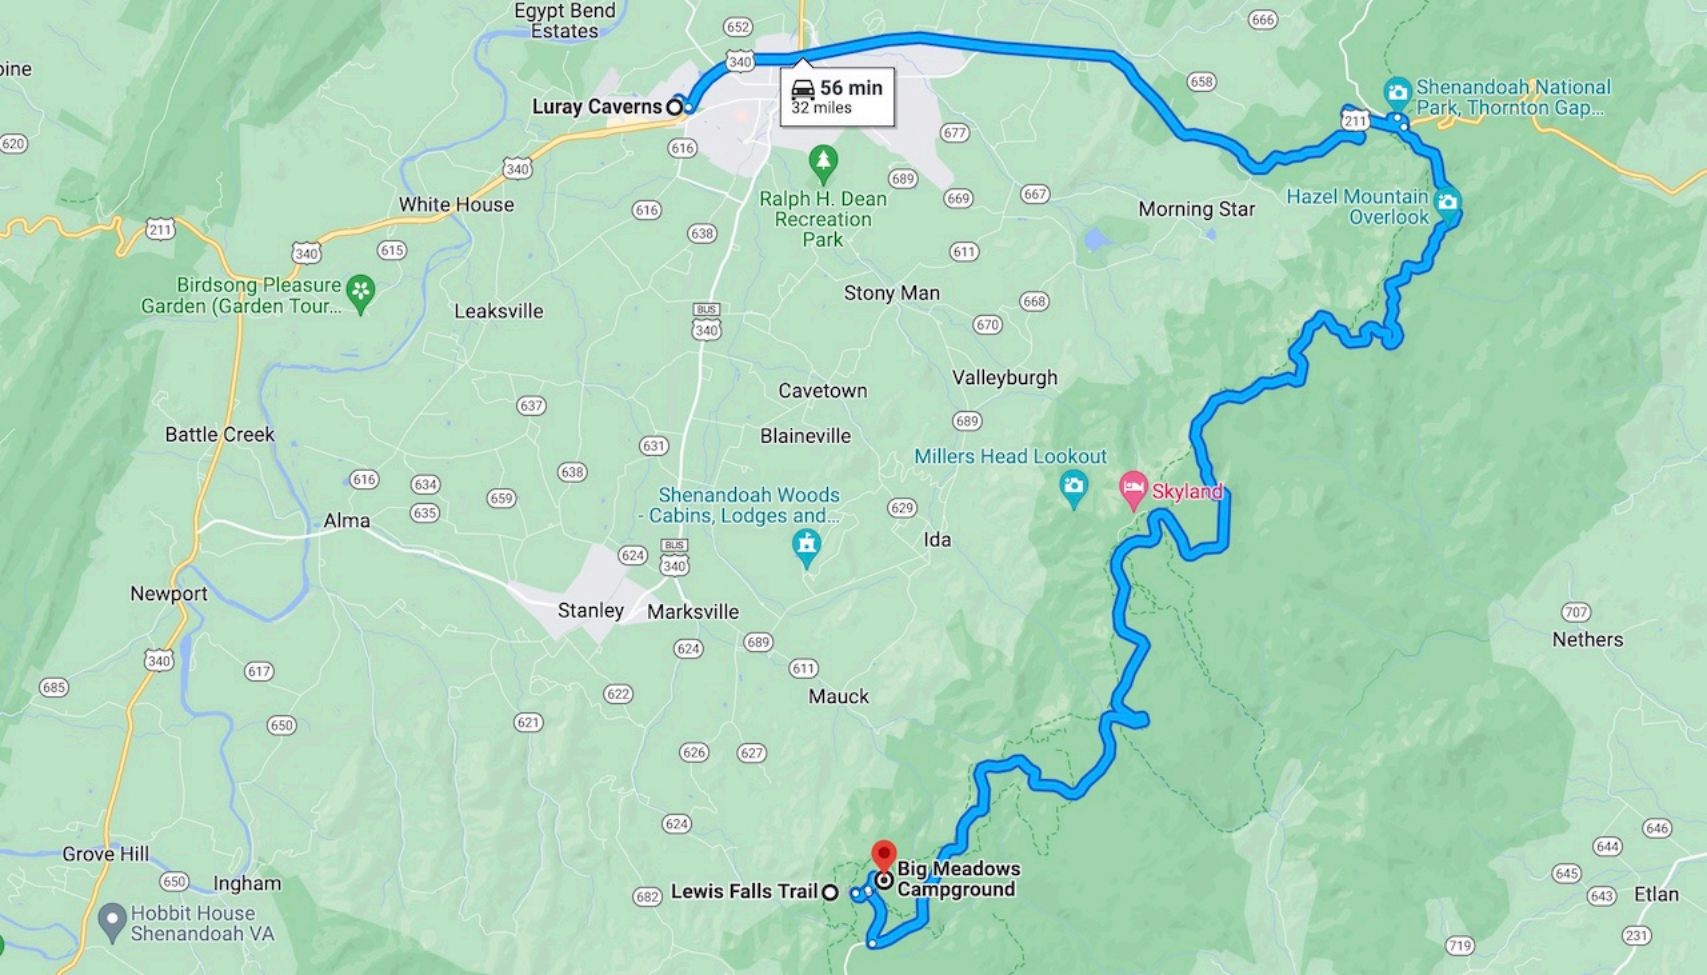 Egypt Bend
Estates
652
666
oine
340
658
56 min
32 miles
Shenandoah National
Park, Thornton Gap...
Luray Caverns
211
620
677
616
340
689
667
Ralph H. Dean
Recreation
Park
669
White House
616
Morning Star
Hazel Mountain
Overlook
211
638
340
615
611
Birdsong Pleasure
Garden (Garden Tour...
Stony Man
668
Leaksville
BUS
340
670
Cavetown
Valleyburgh
637
689
Battle Creek
Blaineville
631
Millers Head Lookout
616
634
638
659
Skyland
Shenandoah Woods
- Cabins, Lodges and...
635
629
Alma
Ida
624
BUS
340
Newport
Stanley
Marksville
707
Nethers
624
689
340
617
611
685
622
Mauck
650
621
626
627
624
646
644
Grove Hill
650
Ingham
Big Meadows
Campground
645
682
Lewis Falls Trail
643
Etlan
Hobbit House
Shenandoah VA
719
231